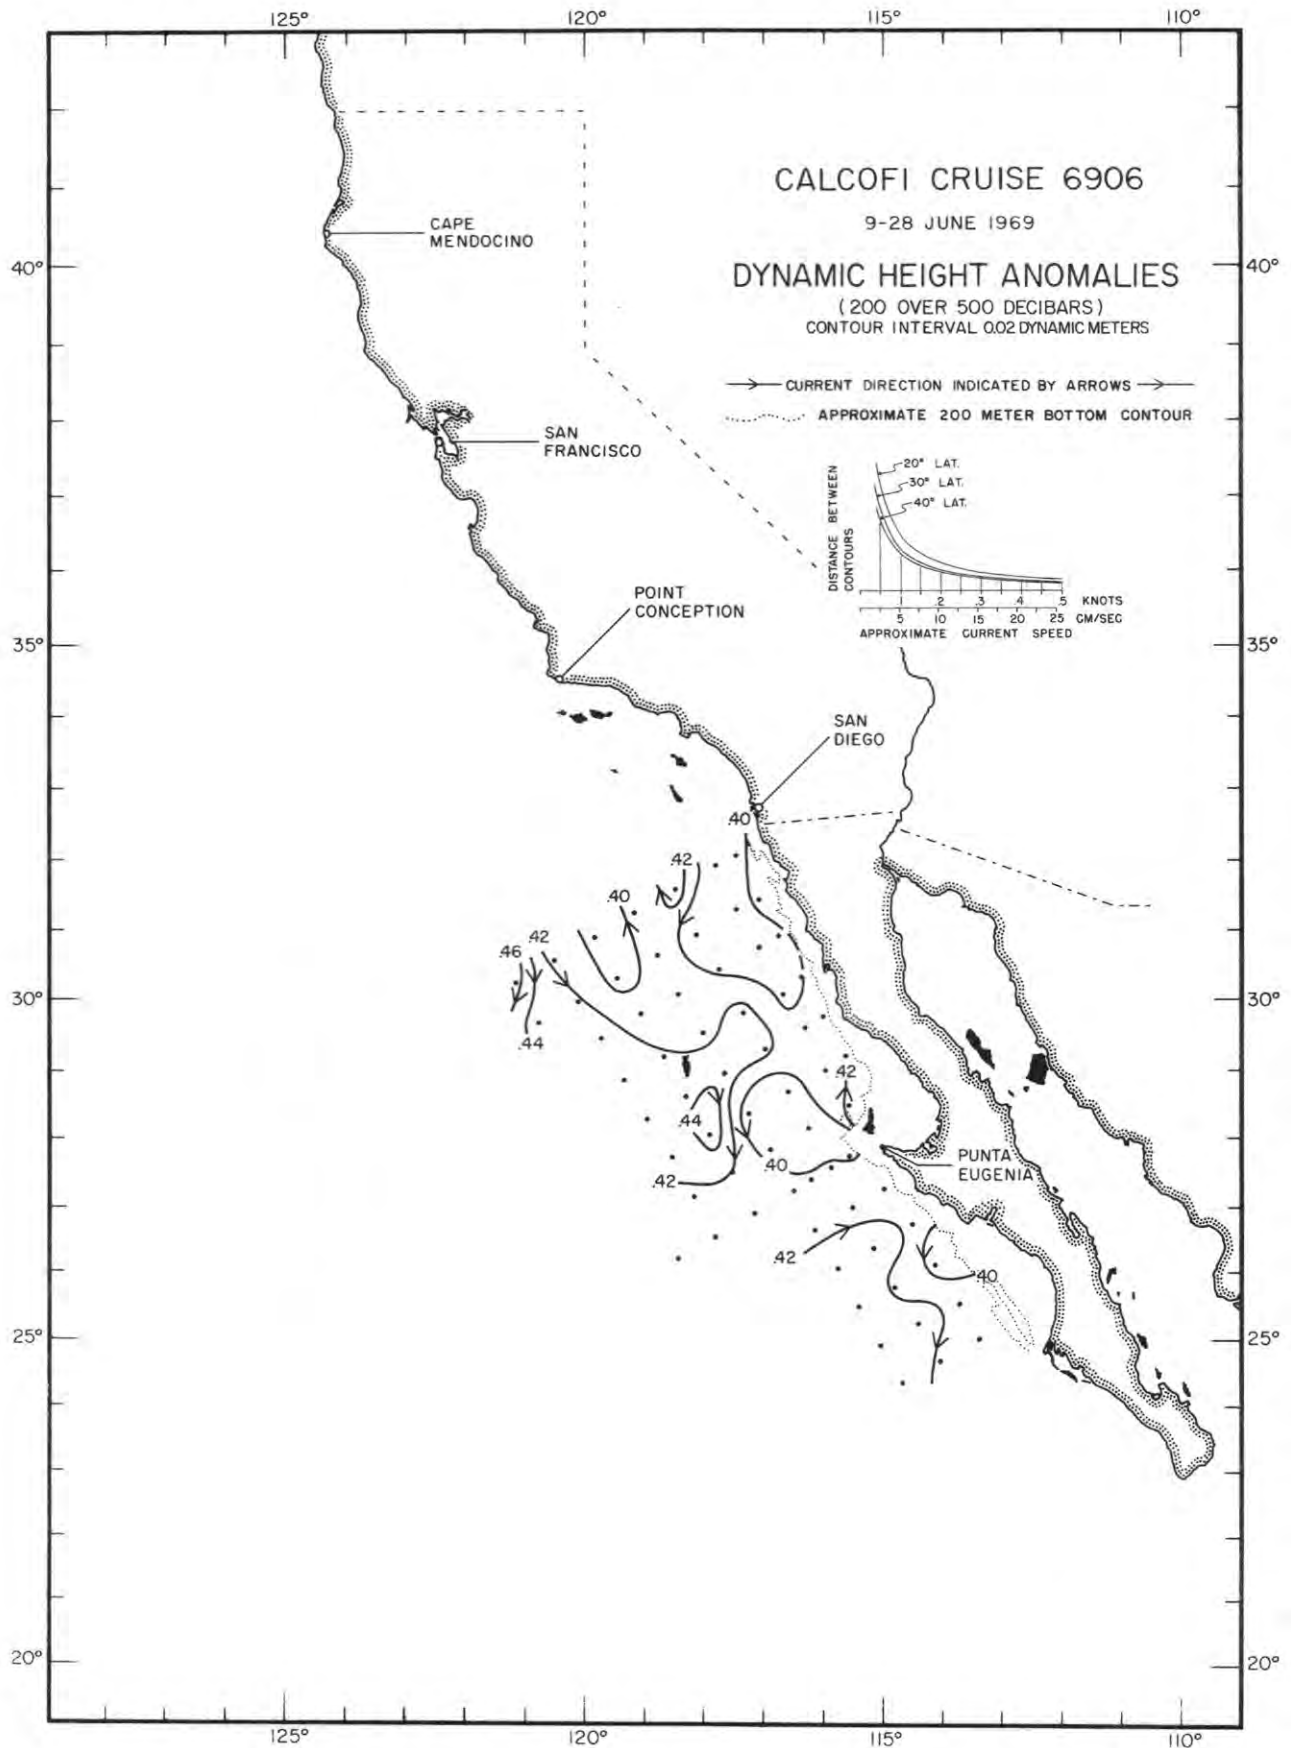 125° 120° 115° 110°
CALCOFI CRUISE 6906
9-28 JUNE 1969
DYNAMIC HEIGHT ANOMALIES
(200 OVER 500 DECIBARS)
CONTOUR INTERVAL 0.02 DYNAMIC METERS
CURRENT DIRECTION INDICATED BY ARROWS
APPROXIMATE 200 METER BOTTOM CONTOUR
CAPE
MENDOCINO
40° 40°
SAN
FRANCISCO
DISTANCE BETWEEN
CONTOURS
20° LAT.
30° LAT.
40° LAT.
.1 .2 .3 .4 .5 KNOTS
5 10 15 20 25 CM/SEC
APPROXIMATE CURRENT SPEED
POINT
CONCEPTION
35° 35°
SAN
DIEGO
.40
.42
.40
.42
.46
30° 30°
.44
.42
.44
.40
.42
PUNTA
EUGENIA
.42
.40
25° 25°
20° 20°
125° 120° 115° 110°